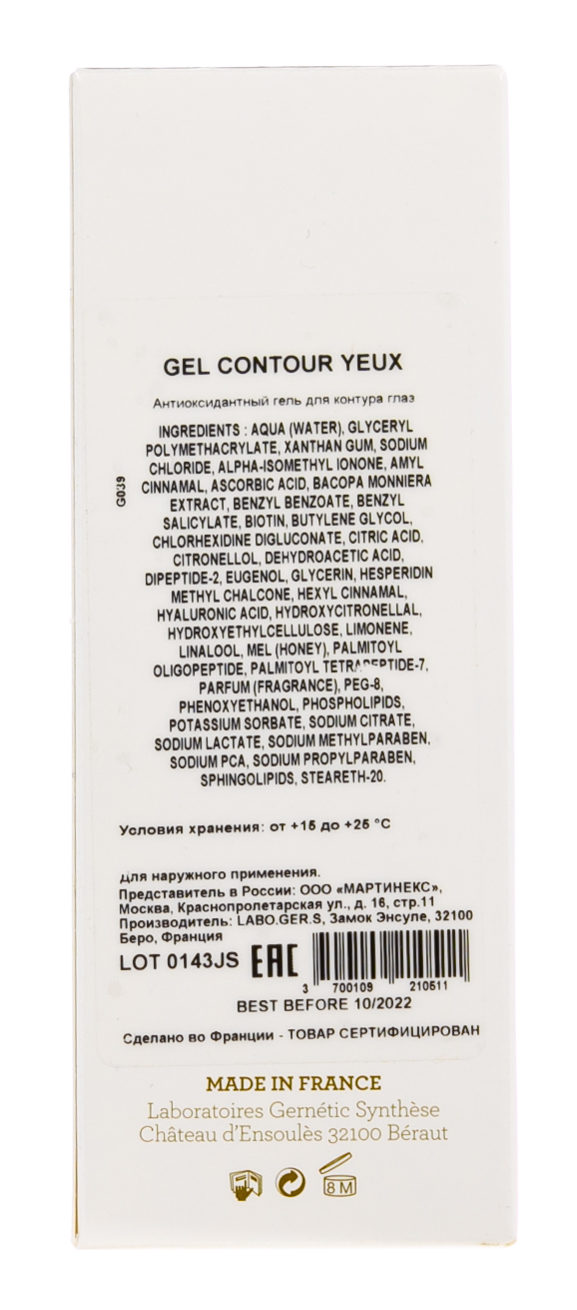 GEL CONTOUR YEUX
Антиоксидантный гель для контура глаз
INGREDIENTS : AQUA (WATER), GLYCERYL
POLYMETHACRYLATE, XANTHAN GUM, SODIUM
CHLORIDE, ALPHA-ISOMETHYL IONONE, AMYL
CINNAMAL, ASCORBIC ACID, BACOPA MONNIERA
EXTRACT, BENZYL BENZOATE, BENZYL
SALICYLATE, BIOTIN, BUTYLENE GLYCOL,
CHLORHEXIDINE DIGLUCONATE, CITRIC ACID,
CITRONELLOL, DEHYDROACETIC ACID,
DIPEPTIDE-2, EUGENOL, GLYCERIN, HESPERIDIN
METHYL CHALCONE, HEXYL CINNAMAL,
HYALURONIC ACID, HYDROXYCITRONELLAL,
HYDROXYETHYLCELLULOSE, LIMONENE,
LINALOOL, MEL (HONEY), PALMITOYL
OLIGOPEPTIDE, PALMITOYL TETRAPEPTIDE-7,
PARFUM (FRAGRANCE), PEG-8,
PHENOXYETHANOL, PHOSPHOLIPIDS,
POTASSIUM SORBATE, SODIUM CITRATE,
SODIUM LACTATE, SODIUM METHYLPARABEN,
SODIUM PCA, SODIUM PROPYLPARABEN,
SPHINGOLIPIDS, STEARETH-20.
G039
Условия хранения: от +15 до +25 °C
для наружного применения.
Представитель в России: ООО «МАРТИНЕКС»,
Москва, Краснопролетарская ул., д. 16, стр.11
Производитель: LABO.GER.S, Замок Энсуле, 32100
Беро, Франция
LOT 0143JS EAC
3 700109 210511
BEST BEFORE 10/2022
Сделано во Франции - ТОВАР СЕРТИФИЦИРОВАН
MADE IN FRANCE
Laboratoires Gernétic Synthèse
Château d'Ensoulès 32100 Béraut
8 M